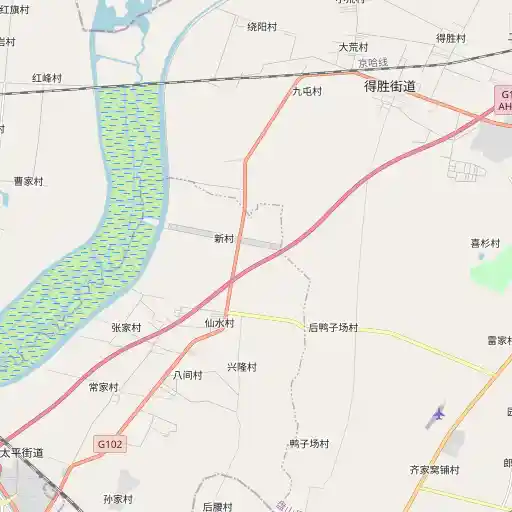 红旗村
绕阳村
得胜村
大荒村
京哈线
红峰村
九屯村
得胜街道
G1
AH
曹家村
新村
喜杉村
仙水村
张家村
后鸭子场村
雷家村
兴隆村
八间村
常家村
G102
鸭子场村
太平街道
齐家窝铺村
孙家村
后腰村